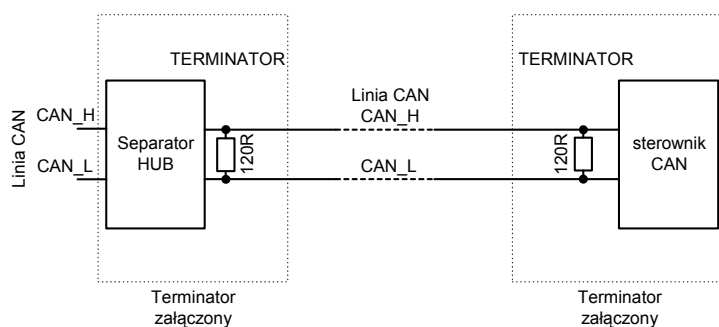 TERMINATOR
TERMINATOR
Linia CAN
CAN_H
CAN_L
Separator
HUB
120R
Linia CAN
CAN_H
CAN_L
120R
sterownik
CAN
Terminator
załączony
Terminator
załączony